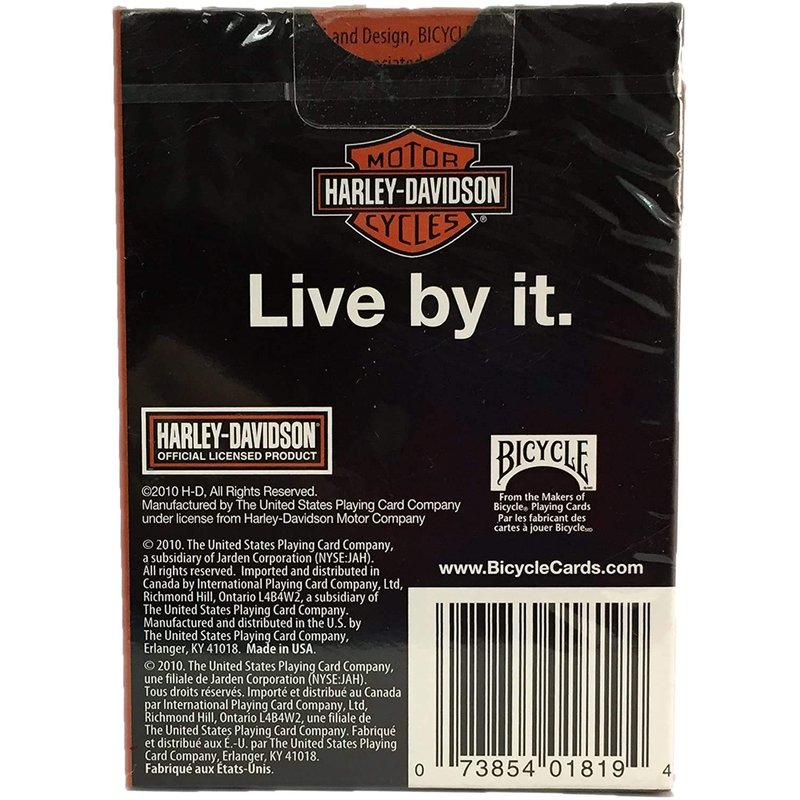 and Design, BICYCL
MOTOR
HARLEY-DAVIDSON
CYCLES®
Live by it.
HARLEY-DAVIDSON®
OFFICIAL LICENSED PRODUCT
©2010 H-D, All Rights Reserved.
Manufactured by The United States Playing Card Company
under license from Harley-Davidson Motor Company
BICYCLE
From the Makers of
Bicycle® Playing Cards
Par les fabricant des
cartes à jouer BicycleMD
© 2010. The United States Playing Card Company,
a subsidiary of Jarden Corporation (NYSE:JAH).
All rights reserved. Imported and distributed in
Canada by International Playing Card Company, Ltd,
Richmond Hill, Ontario L4B4W2, a subsidiary of
The United States Playing Card Company.
Manufactured and distributed in the U.S. by
The United States Playing Card Company,
Erlanger, KY 41018. Made in USA.
© 2010. The United States Playing Card Company,
une filiale de Jarden Corporation (NYSE:JAH).
Tous droits réservés. Importé et distribué au Canada
par International Playing Card Company, Ltd,
Richmond Hill, Ontario L4B4W2, une filiale de
The United States Playing Card Company. Fabriqué
et distribué aux E.-U. par The United States Playing
Card Company, Erlanger, KY 41018.
Fabriqué aux États-Unis.
www.BicycleCards.com
0 73854 01819 4